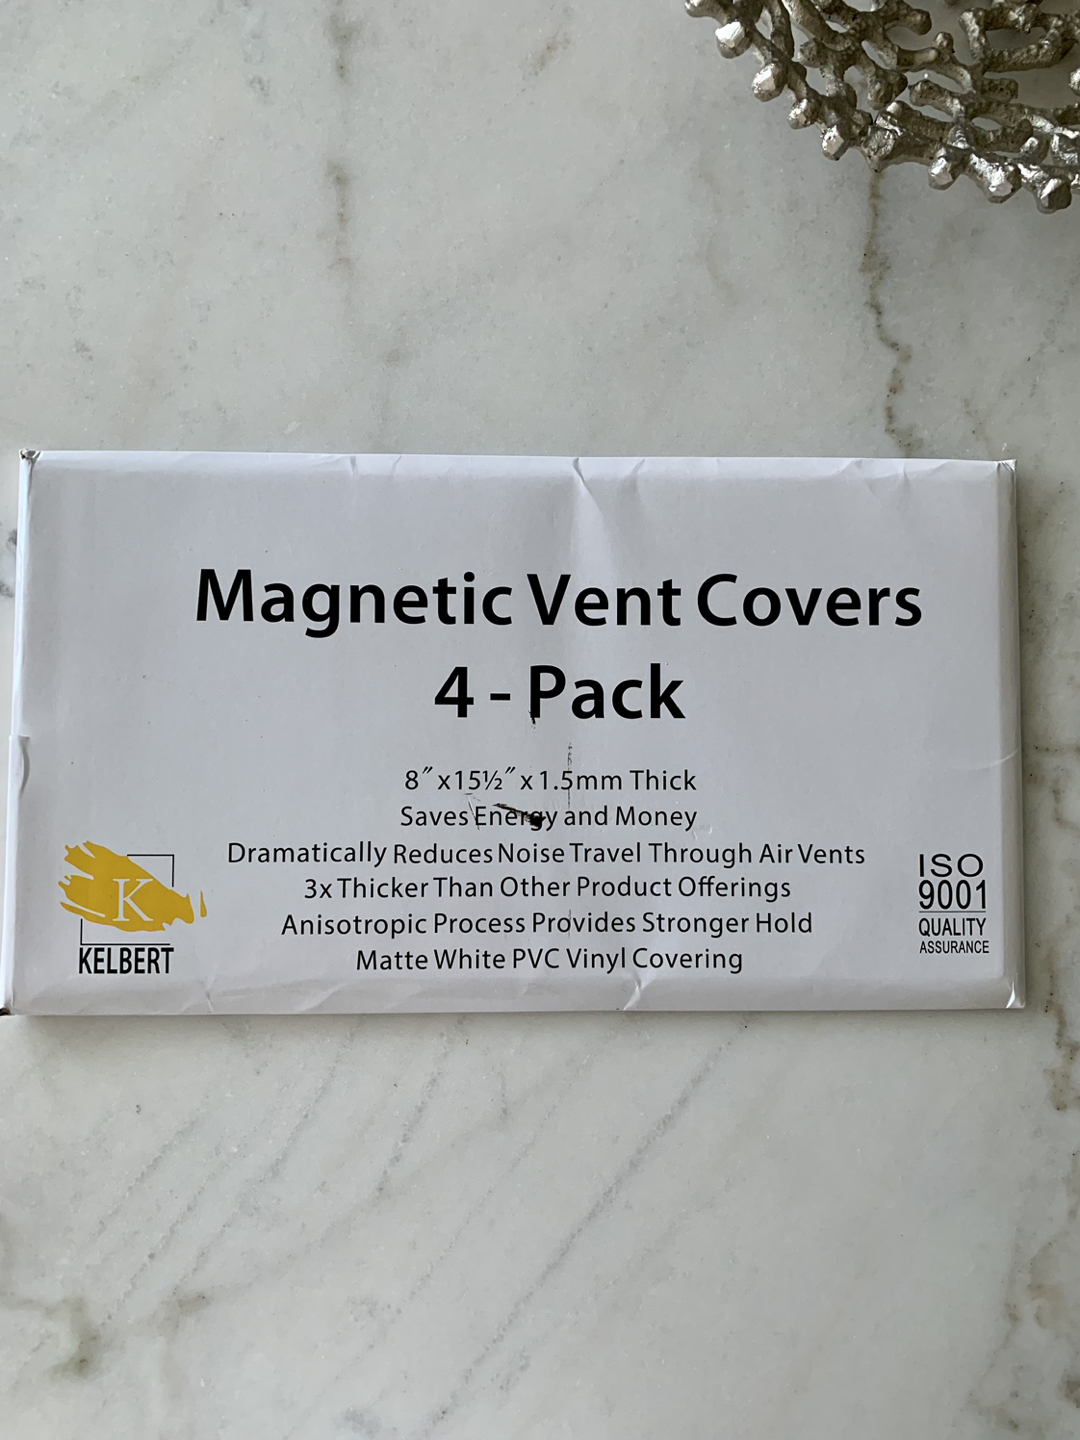 Magnetic Vent Covers
4 - Pack
8″ x 15½″ x 1.5mm Thick
Saves Energy and Money
Dramatically Reduces Noise Travel Through Air Vents
3x Thicker Than Other Product Offerings
Anisotropic Process Provides Stronger Hold
Matte White PVC Vinyl Covering
K
KELBERT
ISO
9001
QUALITY
ASSURANCE